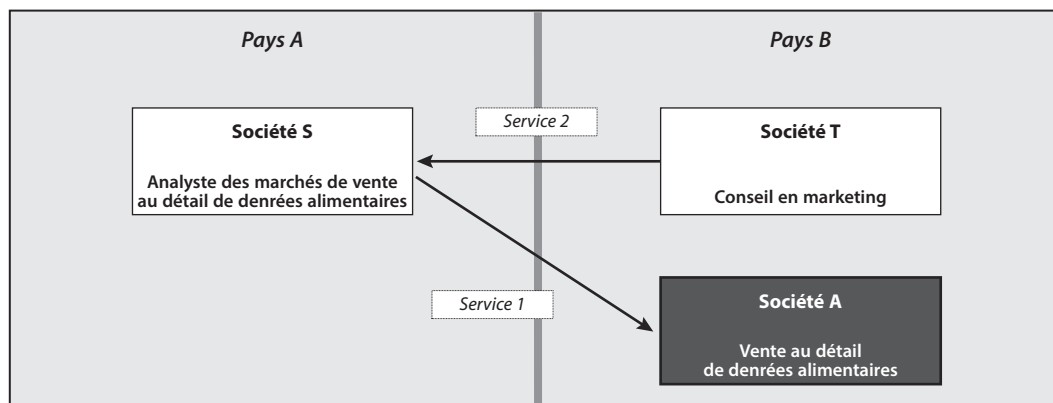 Pays A
Pays B
Service 2
Société S
Analyste des marchés de vente
au détail de denrées alimentaires
Société T
Conseil en marketing
Service 1
Société A
Vente au détail
de denrées alimentaires